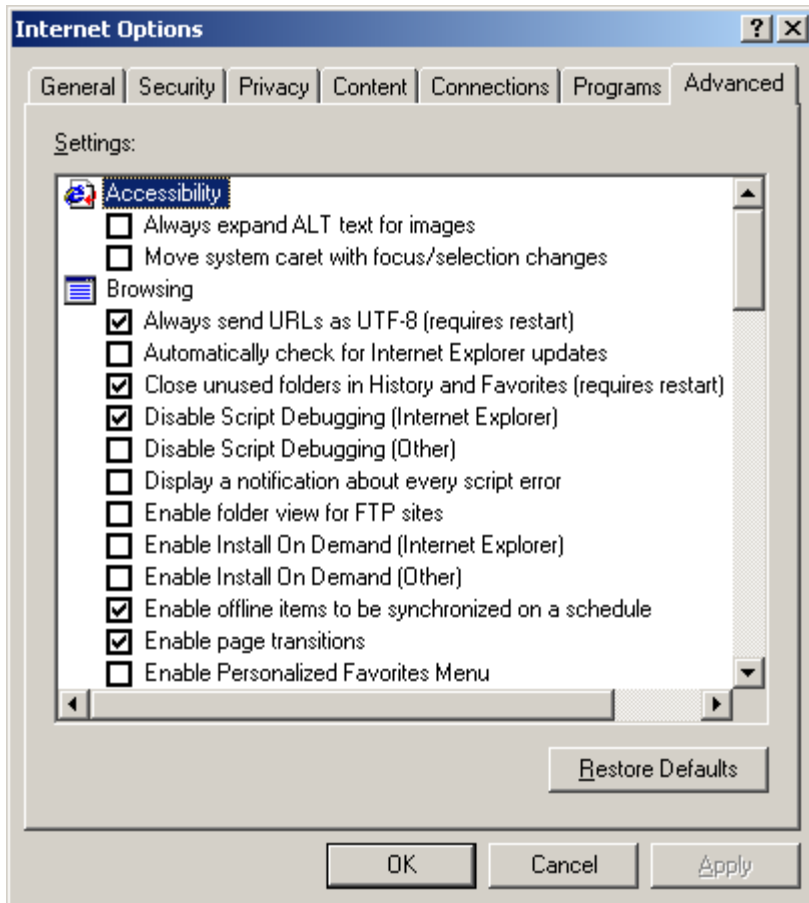 Internet Options
General Security Privacy Content Connections Programs Advanced
Settings:
Accessibility
Always expand ALT text for images
Move system caret with focus/selection changes
Browsing
Always send URLs as UTF-8 (requires restart)
Automatically check for Internet Explorer updates
Close unused folders in History and Favorites (requires restart)
Disable Script Debugging (Internet Explorer)
Disable Script Debugging (Other)
Display a notification about every script error
Enable folder view for FTP sites
Enable Install On Demand (Internet Explorer)
Enable Install On Demand (Other)
Enable offline items to be synchronized on a schedule
Enable page transitions
Enable Personalized Favorites Menu
Restore Defaults
OK Cancel Apply